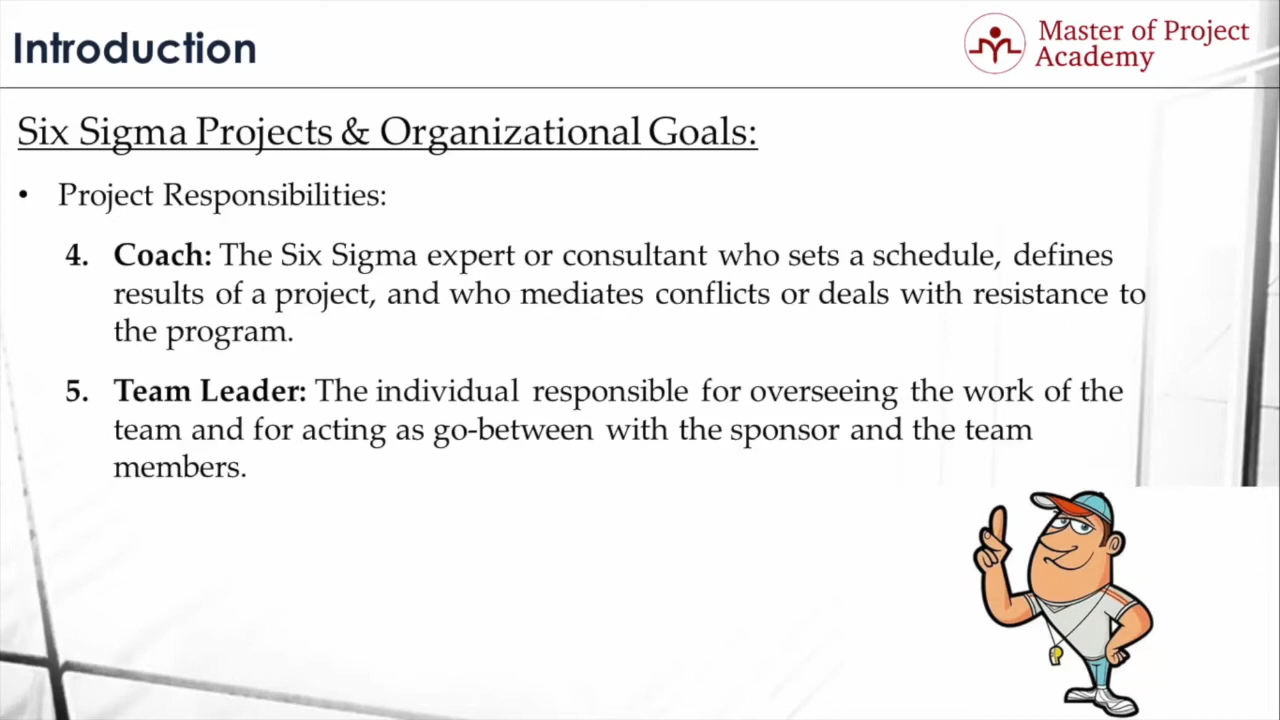 Introduction
Master of Project
Academy
Six Sigma Projects & Organizational Goals:
• Project Responsibilities:
4. Coach: The Six Sigma expert or consultant who sets a schedule, defines
results of a project, and who mediates conflicts or deals with resistance to
the program.
5. Team Leader: The individual responsible for overseeing the work of the
team and for acting as go-between with the sponsor and the team
members.